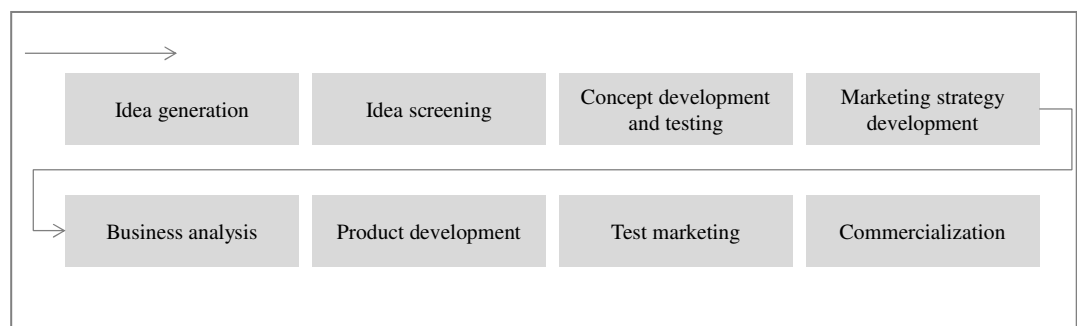 Idea generation
Idea screening
Concept development
and testing
Marketing strategy
development
Business analysis
Product development
Test marketing
Commercialization